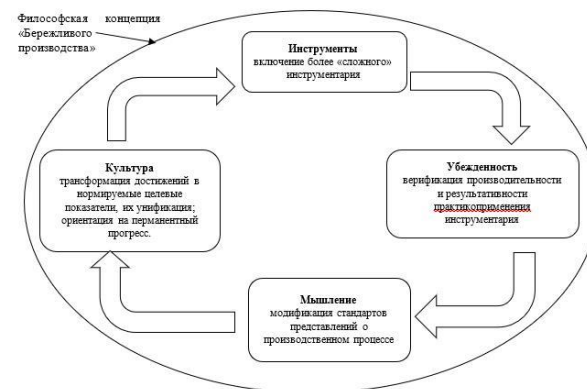 Философская концепция
«Бережливого
производства»
Инструменты
включение более «сложного»
инструментария
Культура
трансформация достижений в
нормируемые целевые
показатели, их унификация;
ориентация на перманентный
прогресс.
Убежденность
верификация производительности
и результативности
практикоприменения
инструментария
Мышление
модификация стандартов
представлений о
производственном процессе